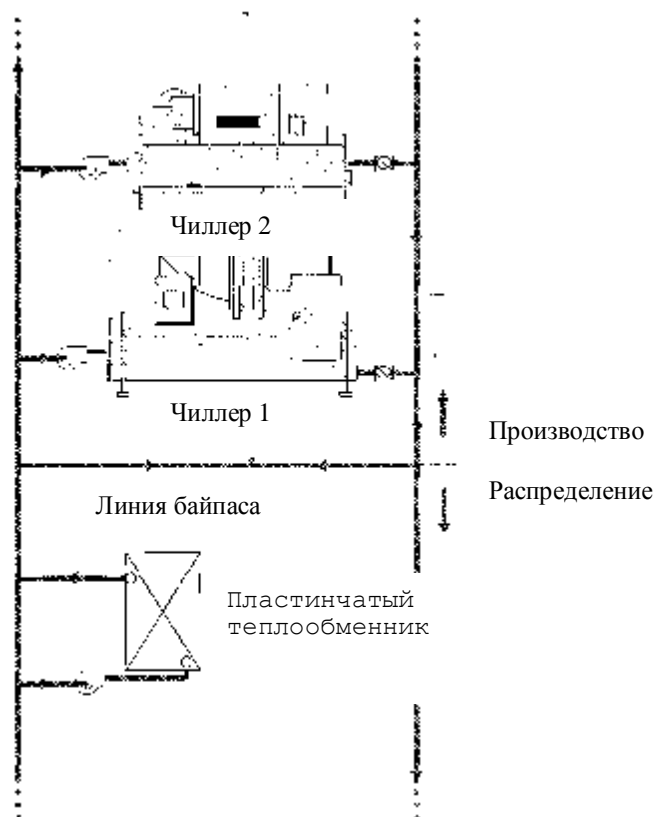 Чиллер 2
Чиллер 1
Производство
Распределение
Линия байпаса
Пластинчатый
теплообменник